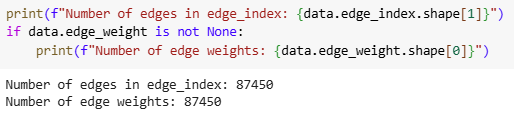 print(f"Number of edges in edge_index: {data.edge_index.shape[1]}")
if data.edge_weight is not None:
    print(f"Number of edge weights: {data.edge_weight.shape[0]}")
Number of edges in edge_index: 87450
Number of edge weights: 87450